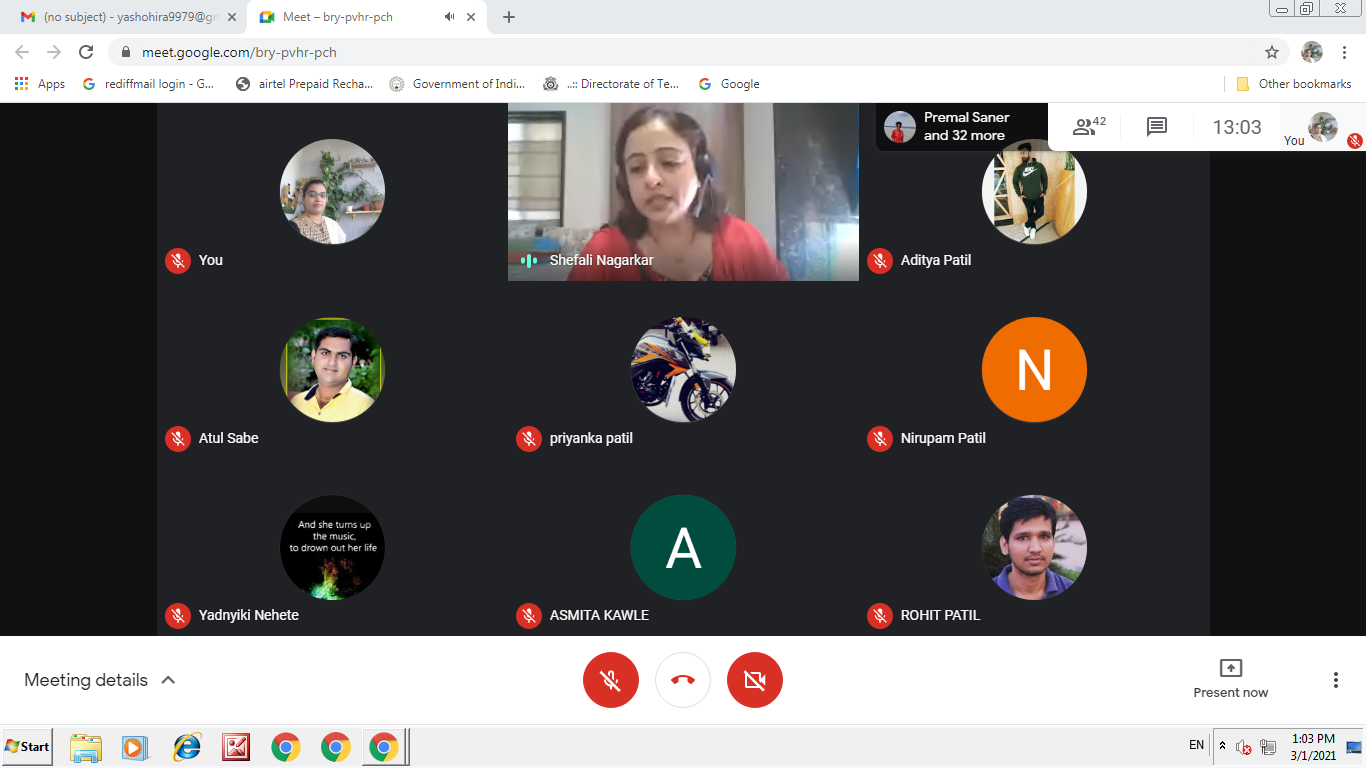 (no subject) - yashohira9979@gm
Meet – bry-pvhr-pch
meet.google.com/bry-pvhr-pch
Apps
rediffmail login - G...
airtel Prepaid Recha...
Government of Indi...
..:: Directorate of Te...
Google
Other bookmarks
Premal Saner
and 32 more
42
13:03
You
You
Shefali Nagarkar
Aditya Patil
Atul Sabe
priyanka patil
N
Nirupam Patil
And she turns up
the music,
to drown out her life
Yadnyiki Nehete
A
ASMITA KAWLE
ROHIT PATIL
Meeting details
Present now
Start
EN
1:03 PM
3/1/2021